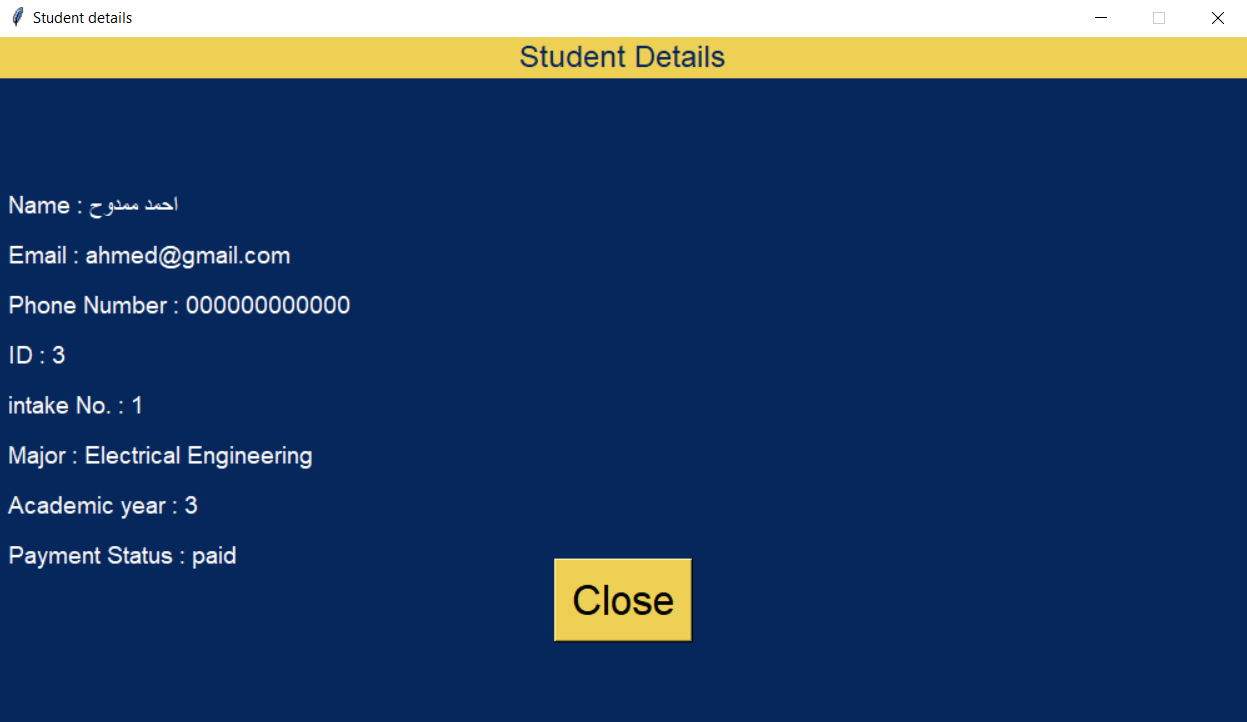 Student details
Student Details
Name : احمد ممدوح
Email : ahmed@gmail.com
Phone Number : 000000000000
ID : 3
intake No. : 1
Major : Electrical Engineering
Academic year : 3
Payment Status : paid
Close